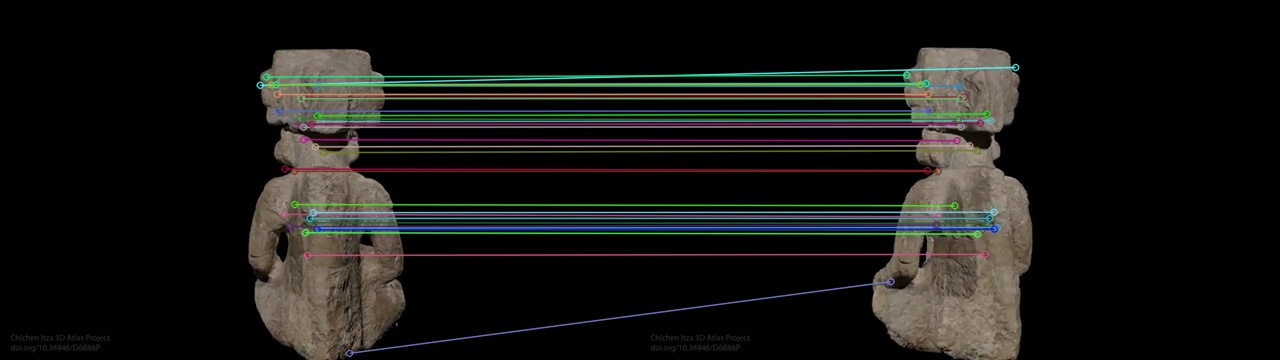 Chichen Itza 3D Atlas Project
doi.org/10.34946/D6B88P
Chichen Itza 3D Atlas Project
doi.org/10.34946/D6B88P